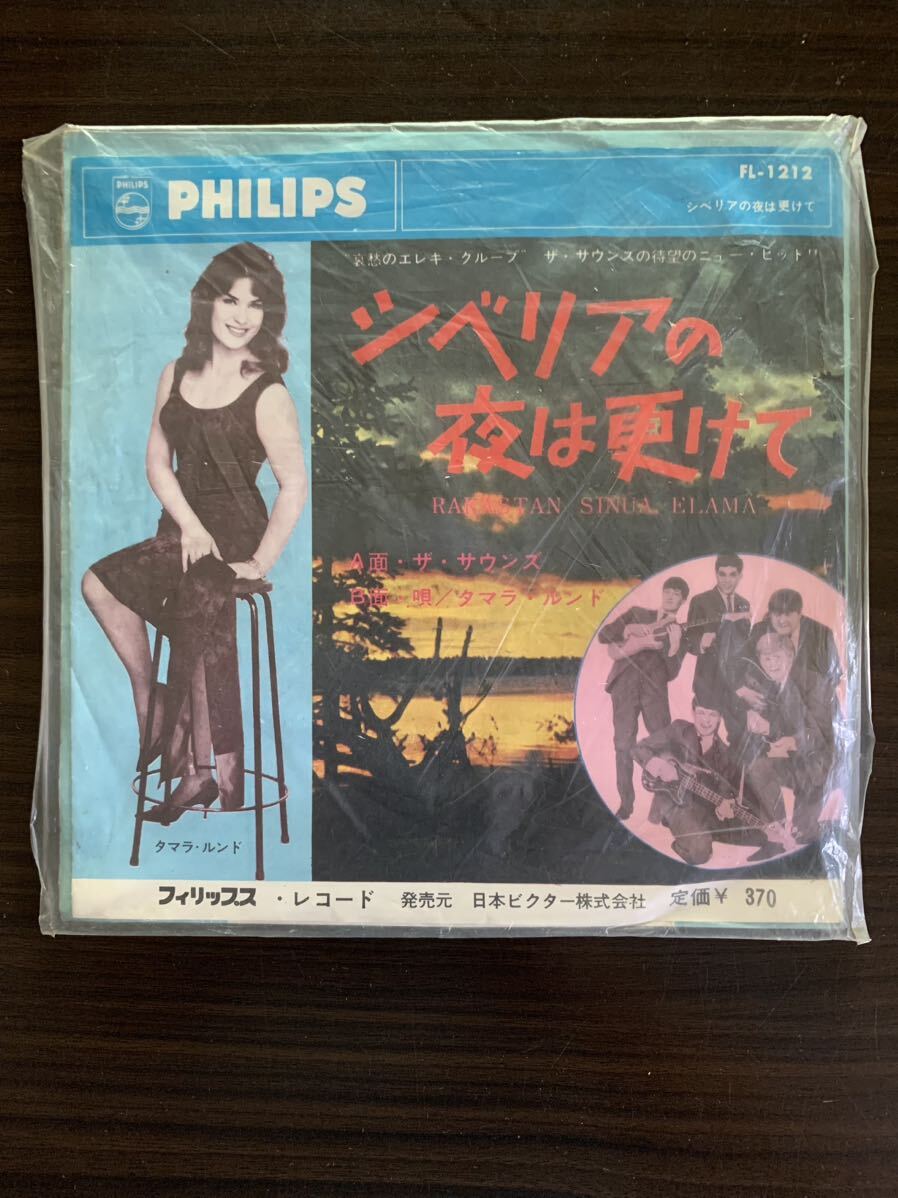 PHILIPS
PHILIPS
FL-1212
シベリアの夜は更けて
"哀愁のエレキ・グループ" ザ・サウンズの待望のニュー・ヒット!!
シベリアの
夜は更けて
RAKASTAN SINUA ELAMÄ
A面・ザ・サウンズ
B面・唄/タマラ・ルンド
タマラ・ルンド
フィリップス・レコード 発売元 日本ビクター株式会社 定価¥ 370